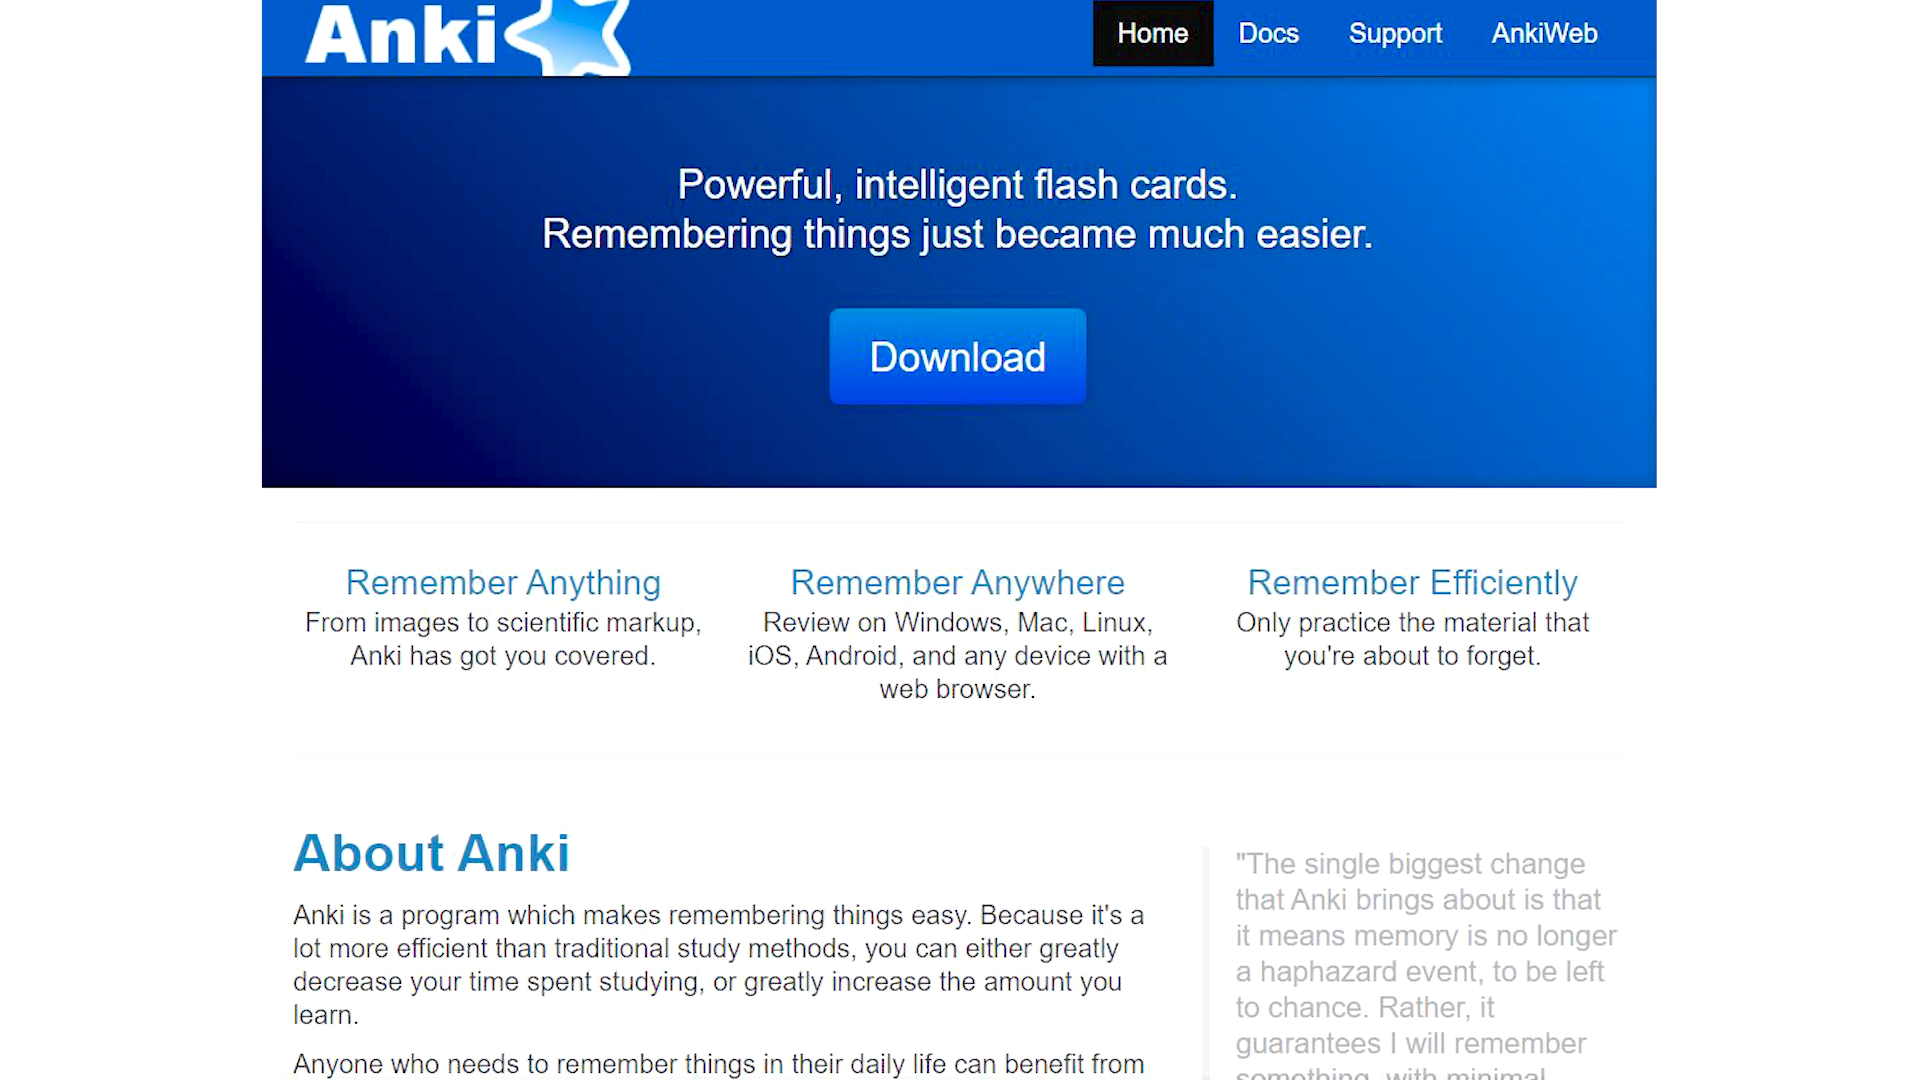 Anki
Home Docs Support AnkiWeb
Powerful, intelligent flash cards.
Remembering things just became much easier.
Download
Remember Anything
From images to scientific markup,
Anki has got you covered.
Remember Anywhere
Review on Windows, Mac, Linux,
iOS, Android, and any device with a
web browser.
Remember Efficiently
Only practice the material that
you're about to forget.
About Anki
Anki is a program which makes remembering things easy. Because it's a
lot more efficient than traditional study methods, you can either greatly
decrease your time spent studying, or greatly increase the amount you
learn.
Anyone who needs to remember things in their daily life can benefit from
"The single biggest change
that Anki brings about is that
it means memory is no longer
a haphazard event, to be left
to chance. Rather, it
guarantees I will remember
something, with minimal